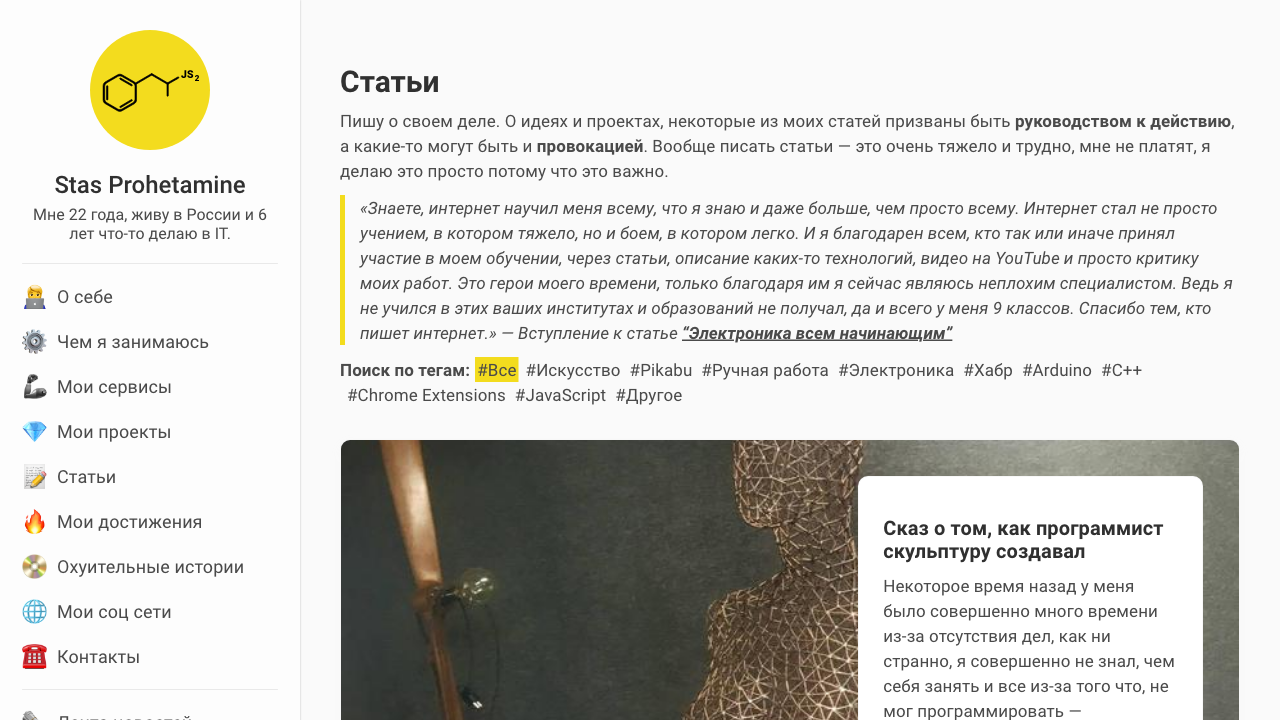 JS2
Stas Prohetamine
Мне 22 года, живу в России и 6
лет что-то делаю в IT.
О себе
Чем я занимаюсь
Мои сервисы
Мои проекты
Статьи
Мои достижения
Охуительные истории
Мои соц сети
Контакты
Лента новостей
Статьи
Пишу о своем деле. О идеях и проектах, некоторые из моих статей призваны быть руководством к действию,
а какие-то могут быть и провокацией. Вообще писать статьи — это очень тяжело и трудно, мне не платят, я
делаю это просто потому что это важно.
«Знаете, интернет научил меня всему, что я знаю и даже больше, чем просто всему. Интернет стал не просто
учением, в котором тяжело, но и боем, в котором легко. И я благодарен всем, кто так или иначе принял
участие в моем обучении, через статьи, описание каких-то технологий, видео на YouTube и просто критику
моих работ. Это герои моего времени, только благодаря им я сейчас являюсь неплохим специалистом. Ведь я
не учился в этих ваших институтах и образований не получал, да и всего у меня 9 классов. Спасибо тем, кто
пишет интернет.» — Вступление к статье “Электроника всем начинающим”
Поиск по тегам: #Все #Искусство #Pikabu #Ручная работа #Электроника #Хабр #Arduino #C++
#Chrome Extensions #JavaScript #Другое
Сказ о том, как программист
скульптуру создавал
Некоторое время назад у меня
было совершенно много времени
из-за отсутствия дел, как ни
странно, я совершенно не знал, чем
себя занять и все из-за того что, не
мог программировать —